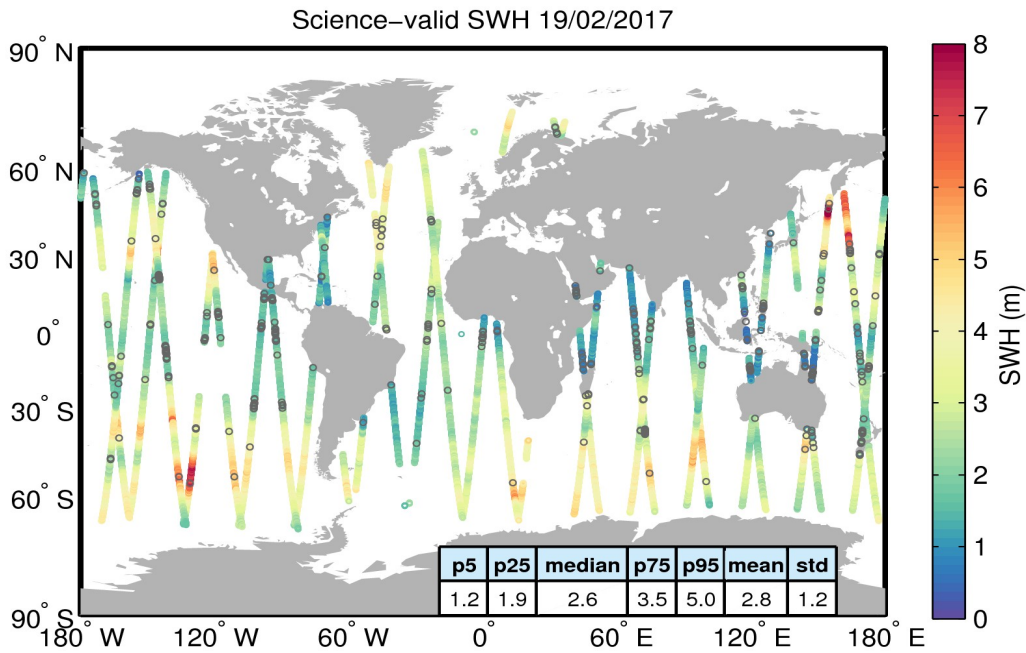 Science−valid SWH 19/02/2017
90° N
60° N
30° N
0°
30° S
60° S
90° S
180° W
120° W
60° W
0°
60° E
120° E
180° E
p5 p25 median p75 p95 mean std
1.2 1.9 2.6 3.5 5.0 2.8 1.2
8
7
6
5
4
3
2
1
0
SWH (m)